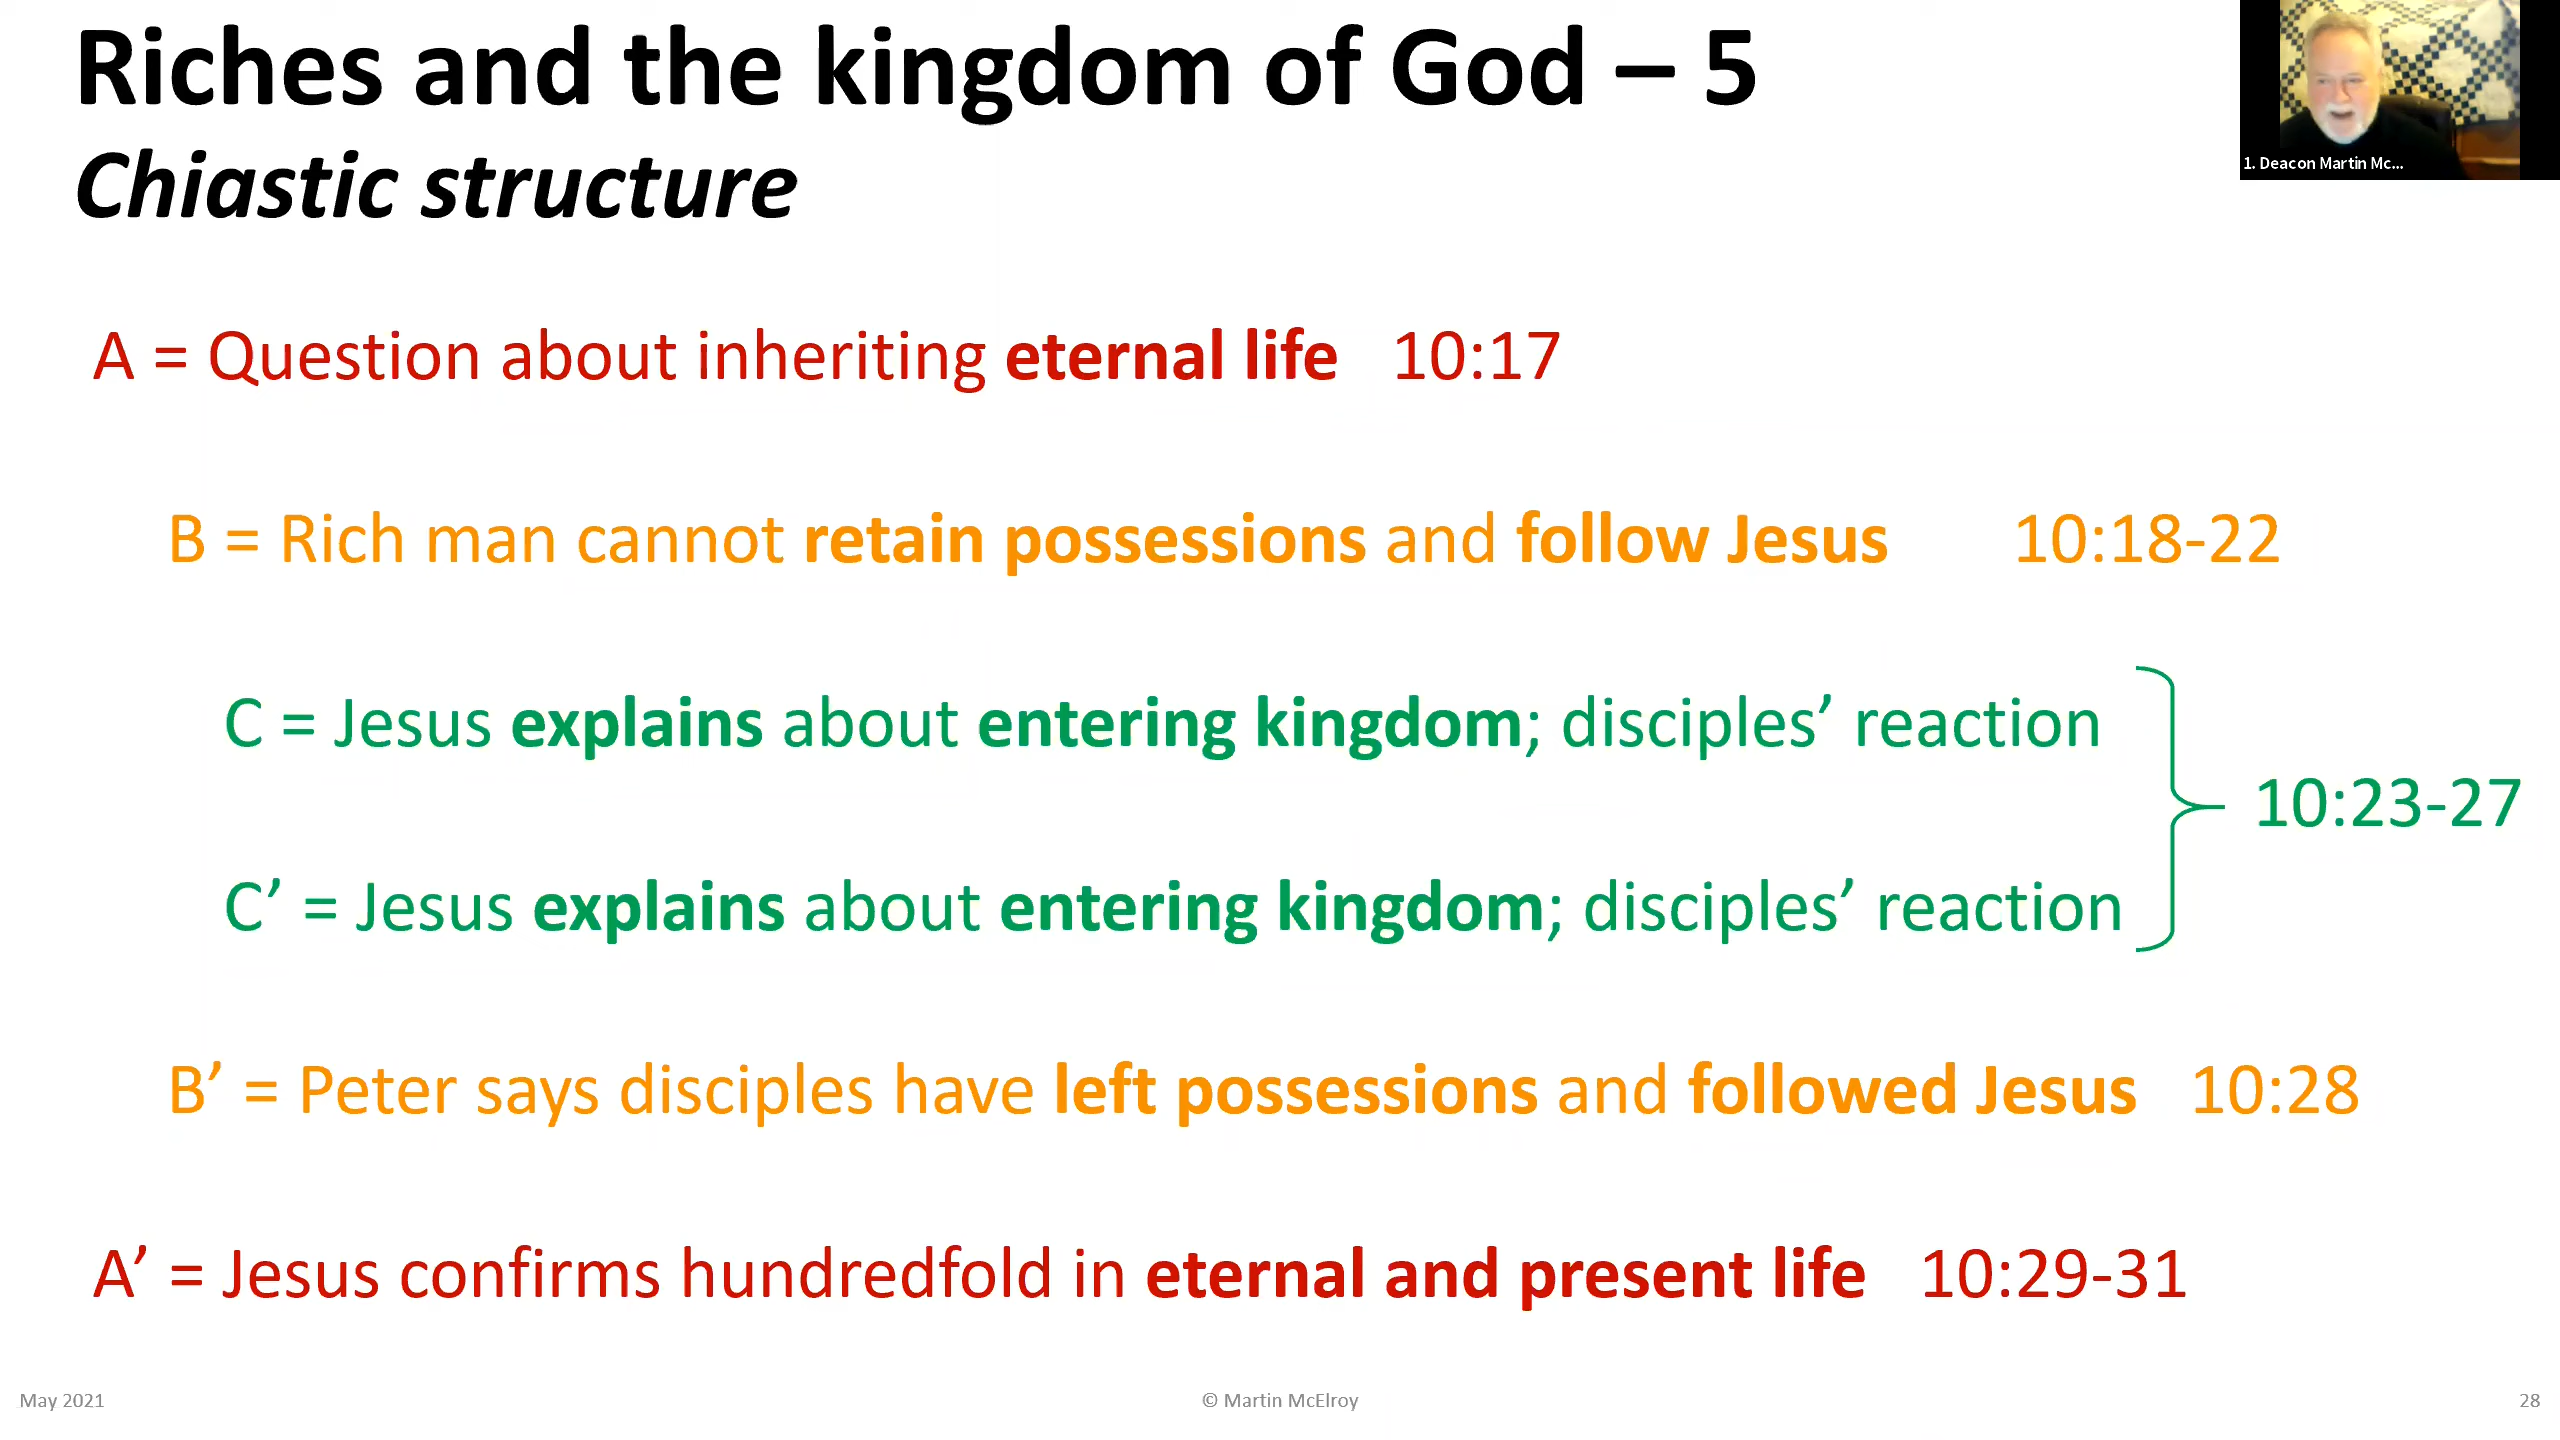 Riches and the kingdom of God – 5
Chiastic structure
1. Deacon Martin Mc...
A = Question about inheriting eternal life 10:17
B = Rich man cannot retain possessions and follow Jesus 10:18-22
C = Jesus explains about entering kingdom; disciples’ reaction
10:23-27
C’ = Jesus explains about entering kingdom; disciples’ reaction
B’ = Peter says disciples have left possessions and followed Jesus 10:28
A’ = Jesus confirms hundredfold in eternal and present life 10:29-31
May 2021
© Martin McElroy
28